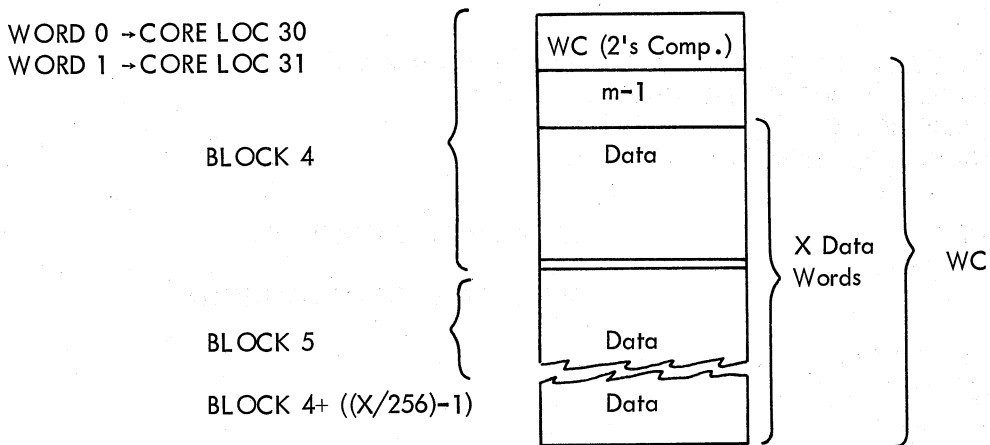 WORD 0 →CORE LOC 30
WORD 1 →CORE LOC 31
WC (2's Comp.)
m-1
BLOCK 4
Data
X Data
Words
WC
BLOCK 5
Data
BLOCK 4+ ((X/256)-1)
Data